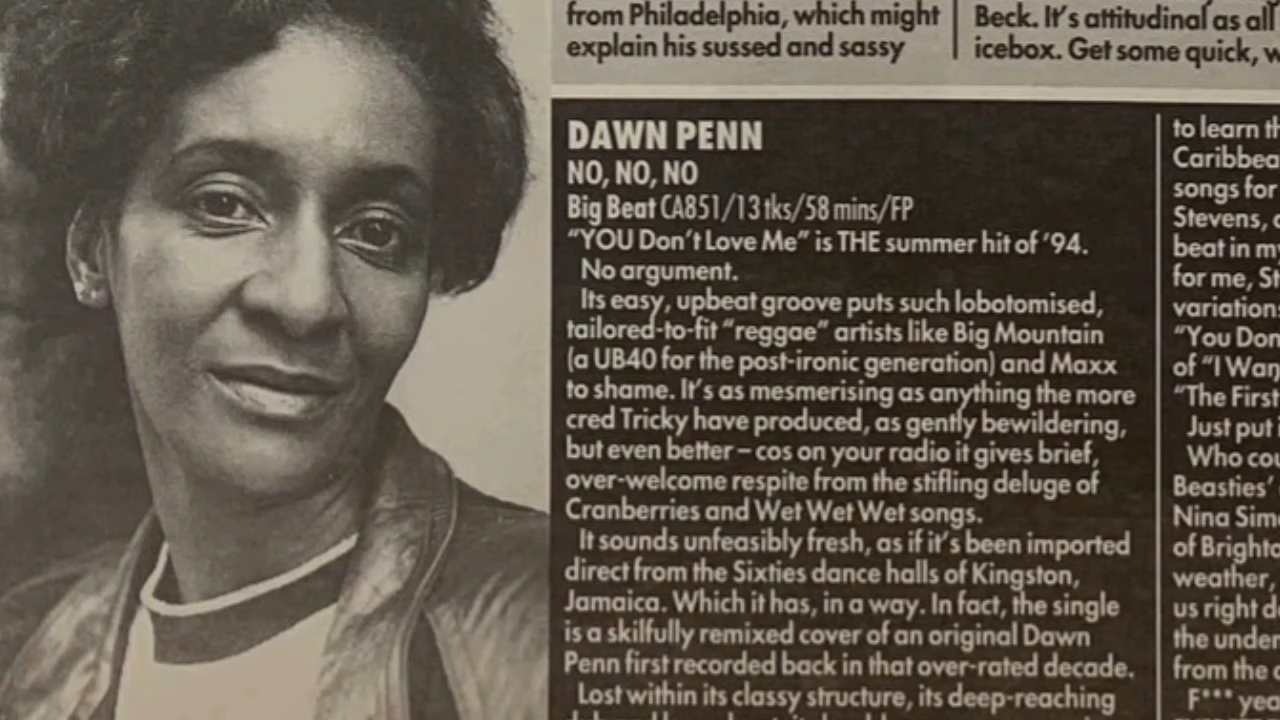 from Philadelphia, which might
explain his sussed and sassy
Beck. It's attitudinal as all
icebox. Get some quick, w
DAWN PENN
NO, NO, NO
Big Beat CA851/13 tks/58 mins/FP
"YOU Don't Love Me" is THE summer hit of '94.
No argument.
Its easy, upbeat groove puts such lobotomised,
tailored-to-fit "reggae" artists like Big Mountain
(a UB40 for the post-ironic generation) and Maxx
to shame. It's as mesmerising as anything the more
cred Tricky have produced, as gently bewildering,
but even better – cos on your radio it gives brief,
over-welcome respite from the stifling deluge of
Cranberries and Wet Wet Wet songs.
It sounds unfeasibly fresh, as if it's been imported
direct from the Sixties dance halls of Kingston,
Jamaica. Which it has, in a way. In fact, the single
is a skilfully remixed cover of an original Dawn
Penn first recorded back in that over-rated decade.
Lost within its classy structure, its deep-reaching
to learn th
Caribbea
songs for
Stevens, 
beat in my
for me, St
variations
"You Don
of "I Wan
"The First
Just put i
Who cou
Beasties'
Nina Sim
of Brighto
weather,
us right d
the under
from the
F*** yea